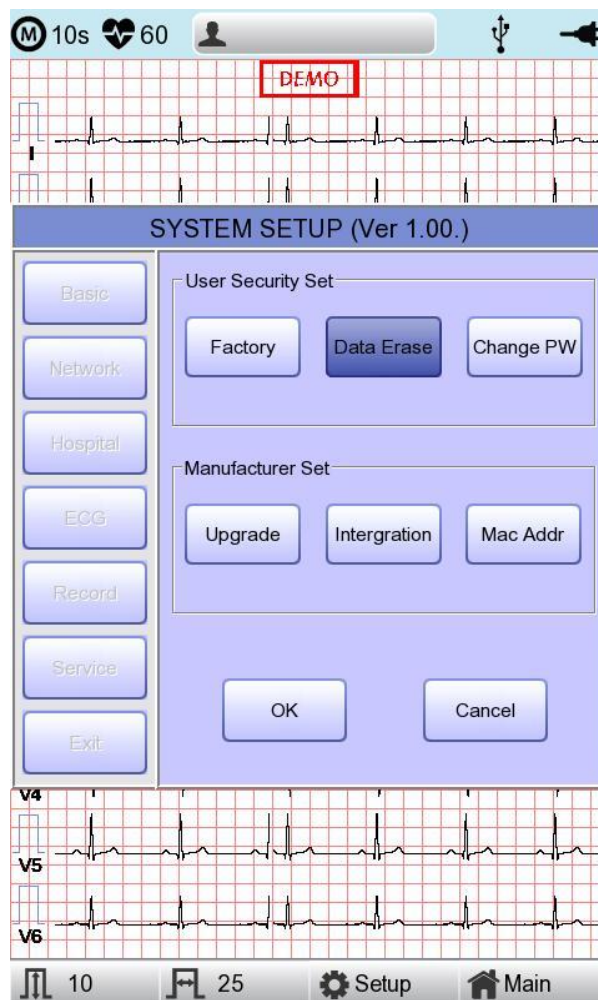 M 10s 60
DEMO
I
SYSTEM SETUP (Ver 1.00.)
Basic
Network
Hospital
ECG
Record
Service
Exit
User Security Set
Factory Data Erase Change PW
Manufacturer Set
Upgrade Intergration Mac Addr
OK Cancel
V4
V5
V6
10 25 Setup Main